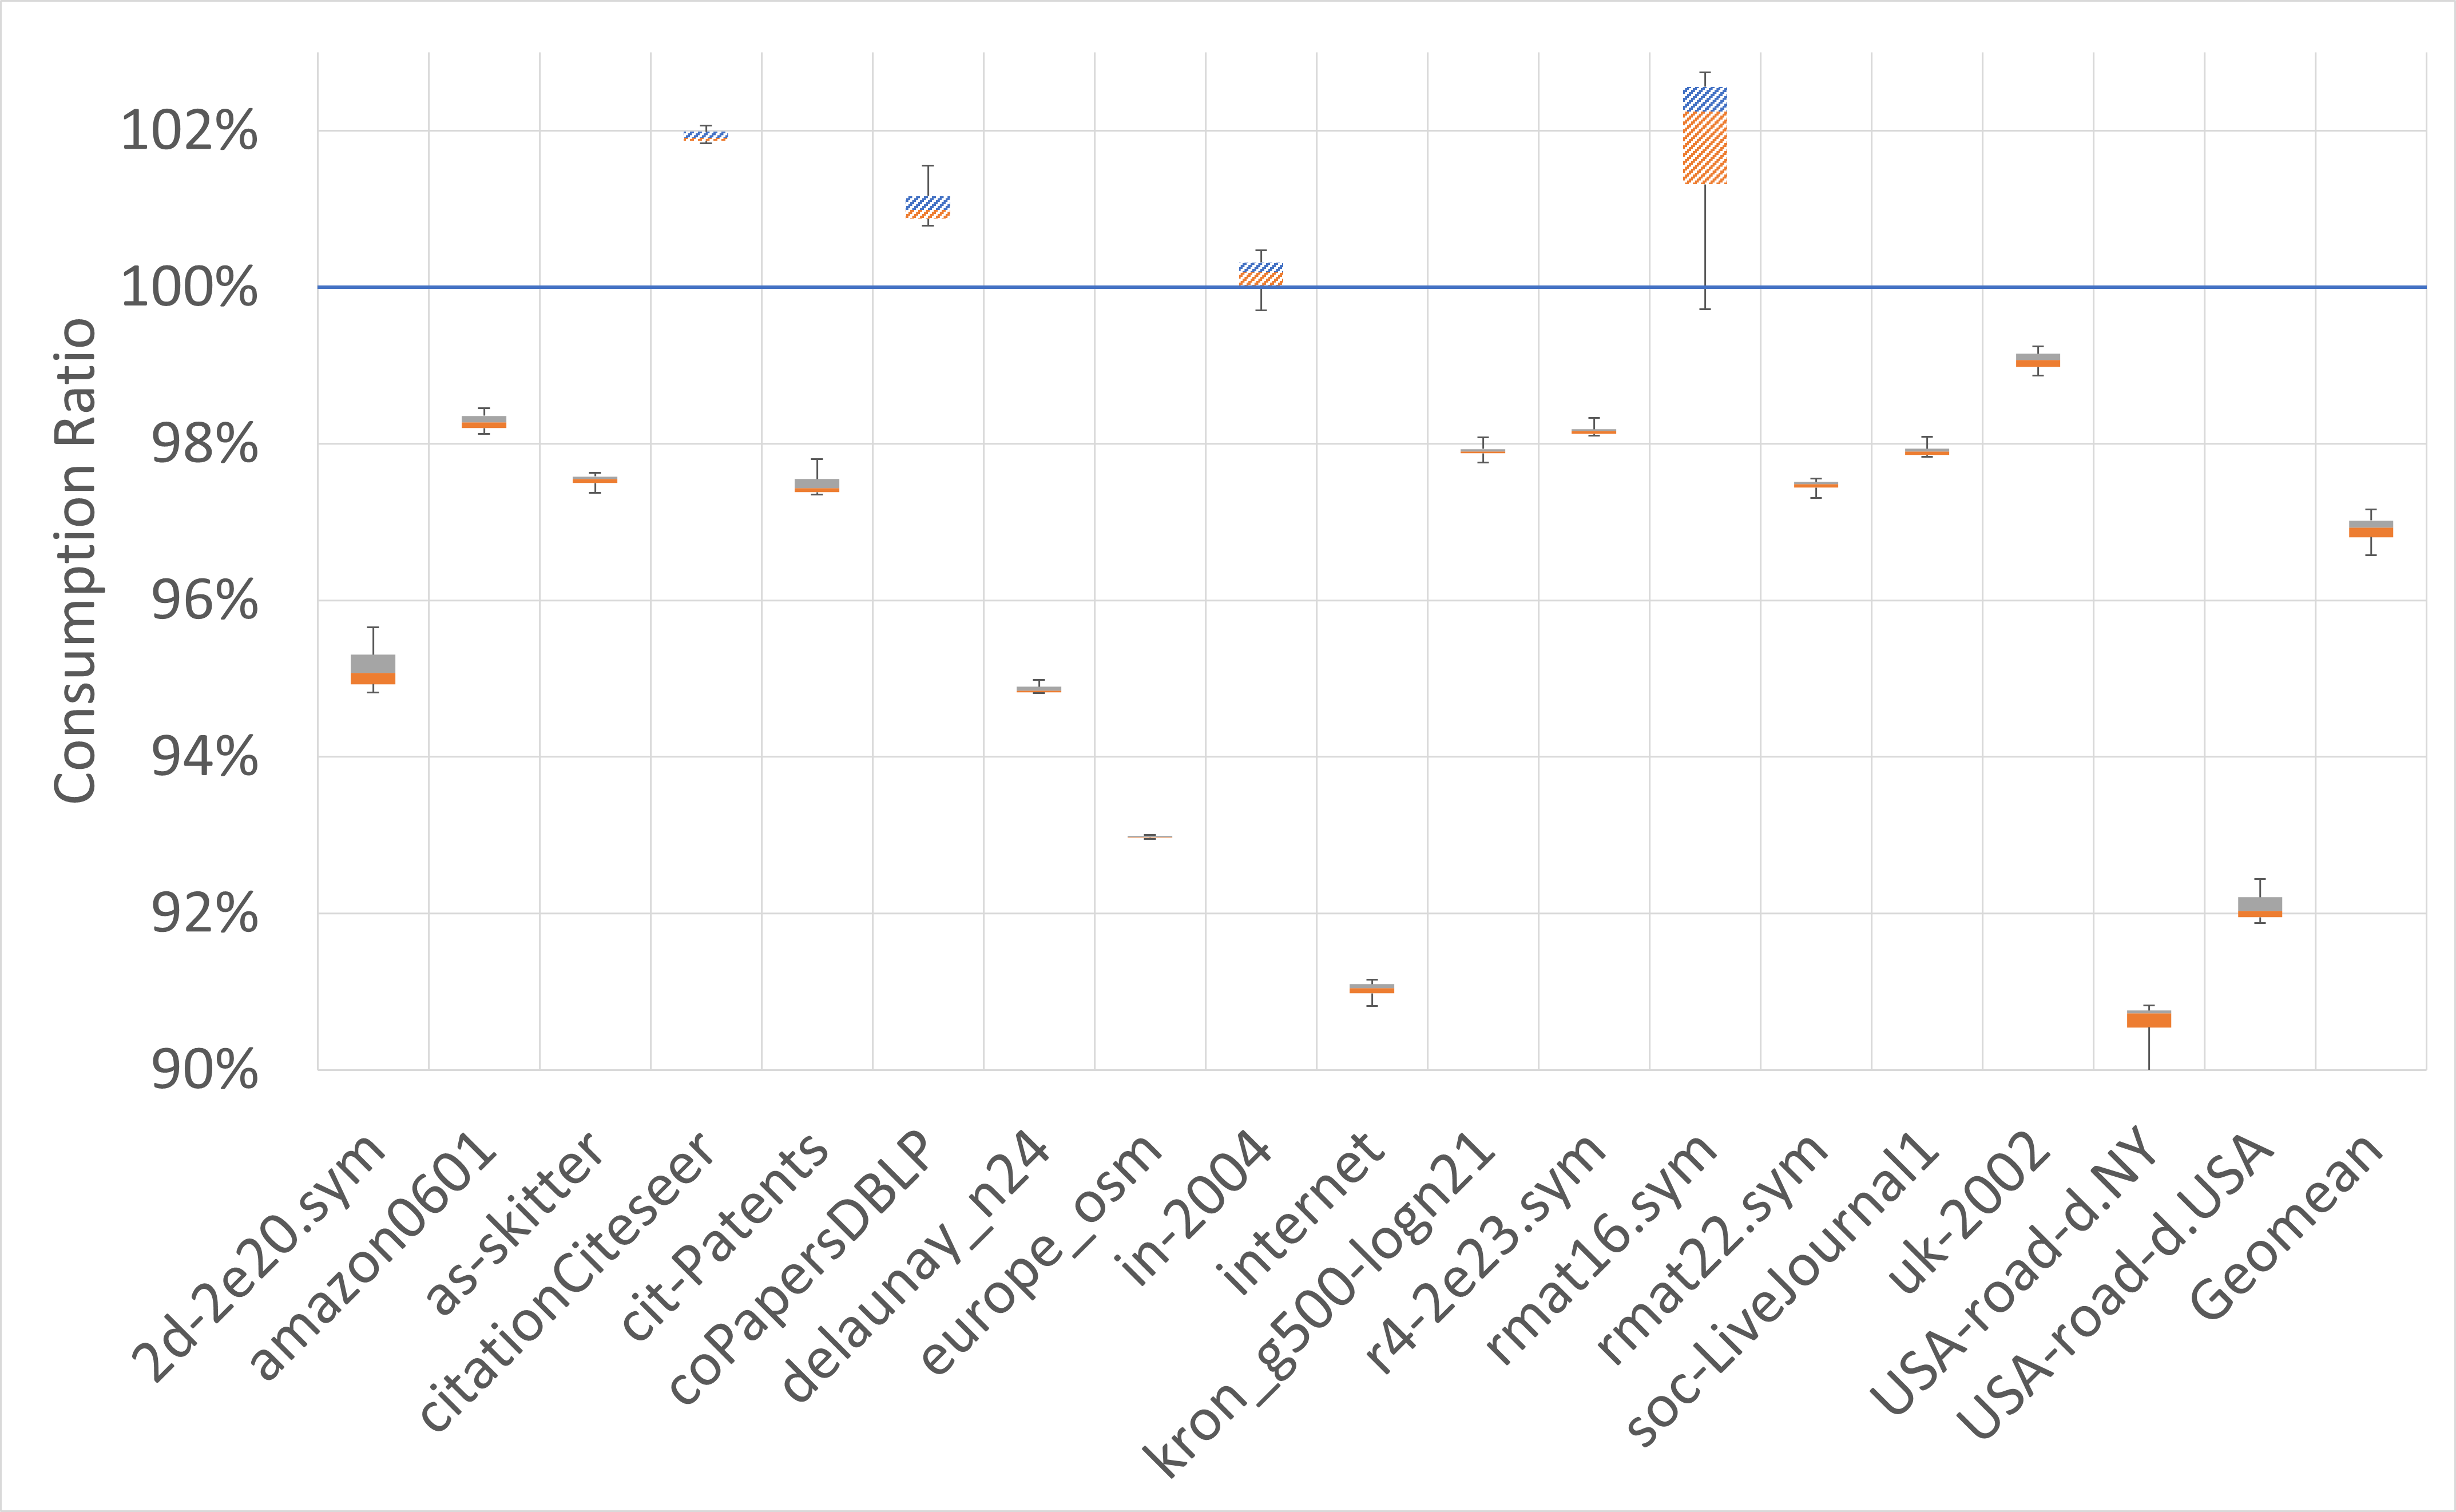 Consumption Ratio
102%
100%
98%
96%
94%
92%
90%
2d-2e20.sym
amazon0601
as-skitter
citationCiteseer
cit-Patents
coPapersDBLP
delaunay_n24
europe_osm
in-2004
internet
kron_g500-logn21
r4-2e23.sym
rmat16.sym
rmat22.sym
soc-LiveJournal1
uk-2002
USA-road-d.NY
USA-road-d.USA
Geomean